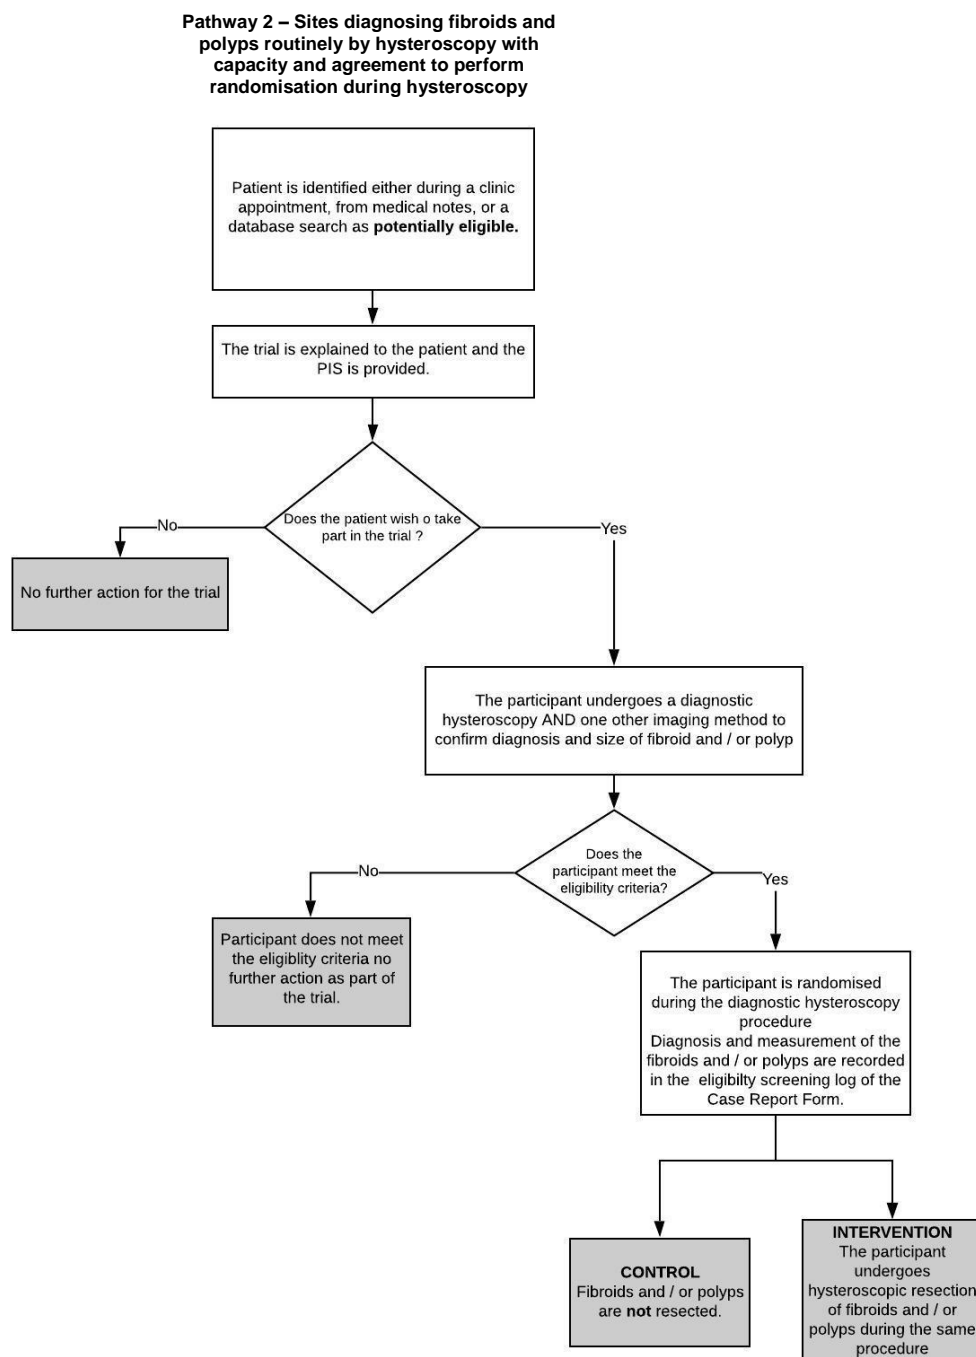 Pathway 2 – Sites diagnosing fibroids and
polyps routinely by hysteroscopy with
capacity and agreement to perform
randomisation during hysteroscopy
Patient is identified either during a clinic
appointment, from medical notes, or a
database search as potentially eligible.
The trial is explained to the patient and the
PIS is provided.
Does the patient wish o take
part in the trial ?
No
Yes
No further action for the trial
The participant undergoes a diagnostic
hysteroscopy AND one other imaging method to
confirm diagnosis and size of fibroid and / or polyp
Does the
participant meet the
eligibility criteria?
No
Yes
Participant does not meet
the eligiblity criteria no
further action as part of
the trial.
The participant is randomised
during the diagnostic hysteroscopy
procedure
Diagnosis and measurement of the
fibroids and / or polyps are recorded
in the eligibilty screening log of the
Case Report Form.
CONTROL
Fibroids and / or polyps
are not resected.
INTERVENTION
The participant
undergoes
hysteroscopic resection
of fibroids and / or
polyps during the same
procedure